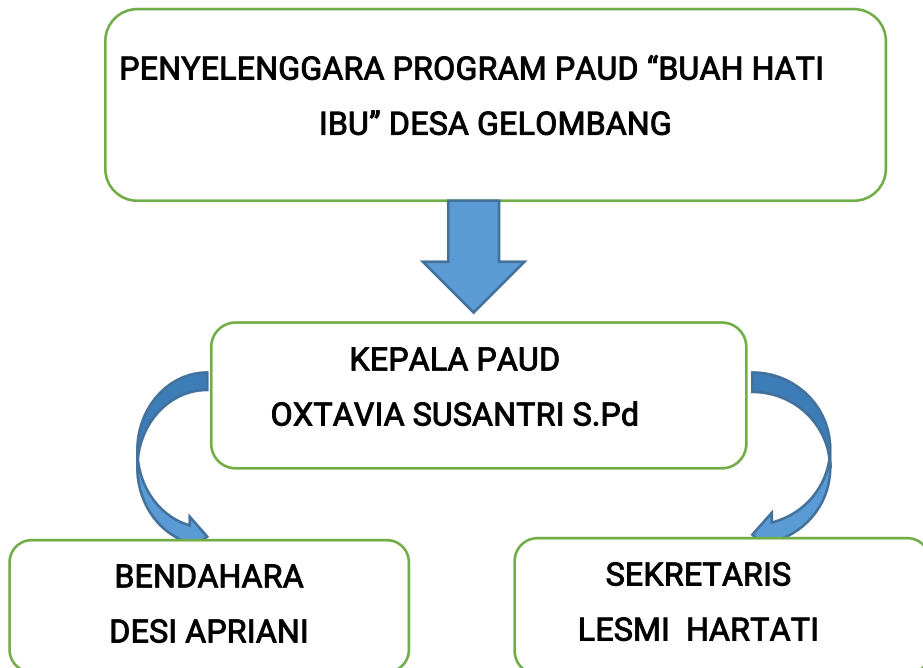 PENYELENGGARA PROGRAM PAUD “BUAH HATI
IBU” DESA GELOMBANG
KEPALA PAUD
OXTAVIA SUSANTRI S.Pd
BENDAHARA
DESI APRIANI
SEKRETARIS
LESMI HARTATI